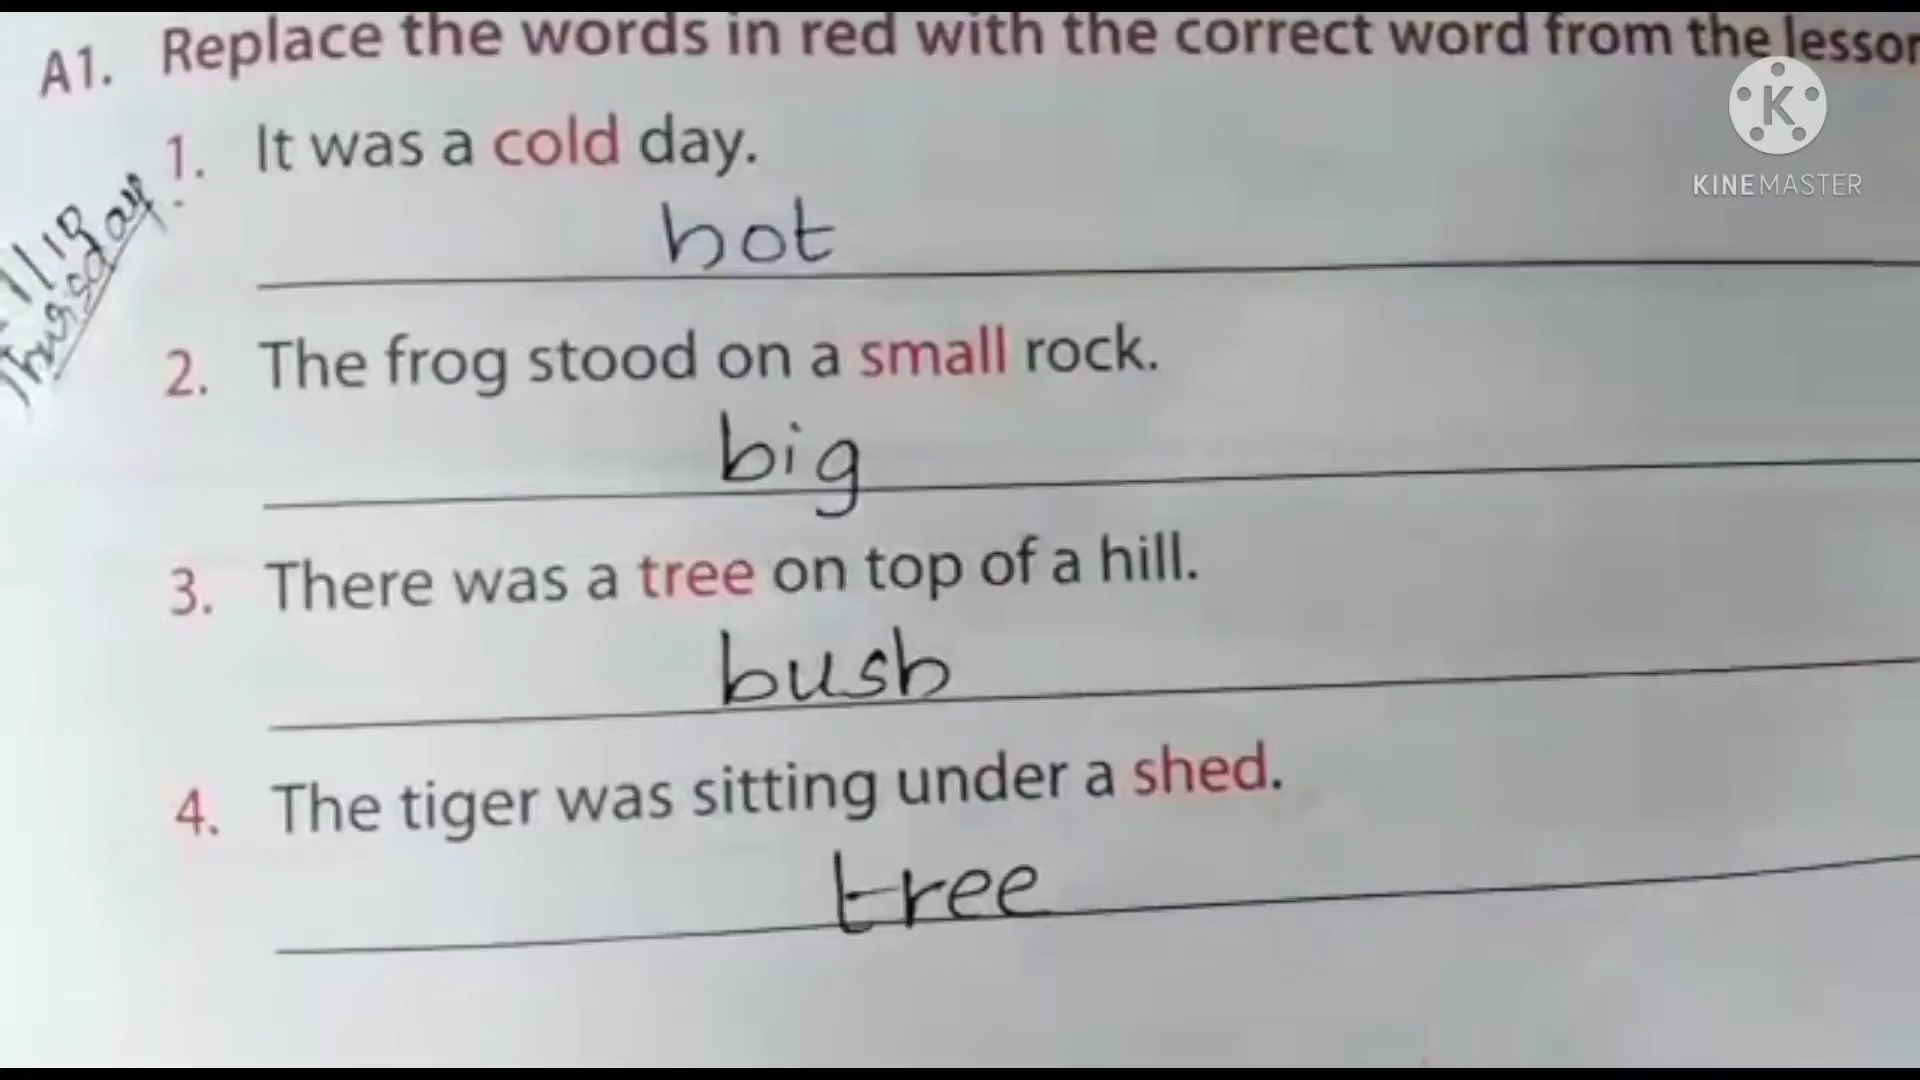 A1. Replace the words in red with the correct word from the lesson
KINEMASTER
1. It was a cold day.
hot
Thursday
2. The frog stood on a small rock.
big
3. There was a tree on top of a hill.
bush
4. The tiger was sitting under a shed.
tree